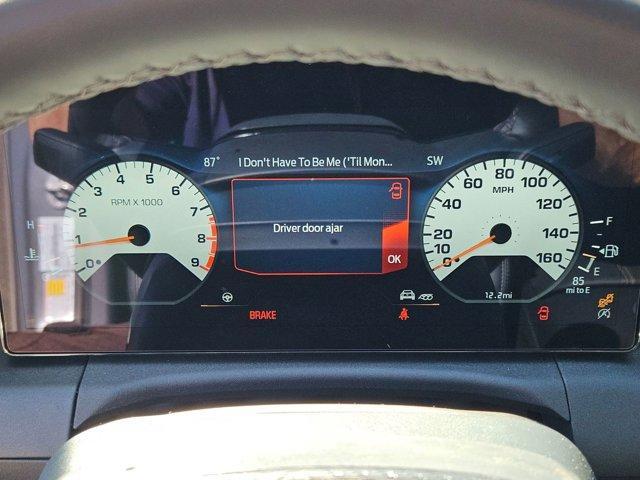 87° I Don't Have To Be Me ('Til Mon... SW
Driver door ajar
OK
RPM X 1000
0 1 2 3 4 5 6 7 8 9
MPH
0 10 20 40 60 80 100 120 140 160
H
F
E
85
mi to E
12.2 mi
BRAKE